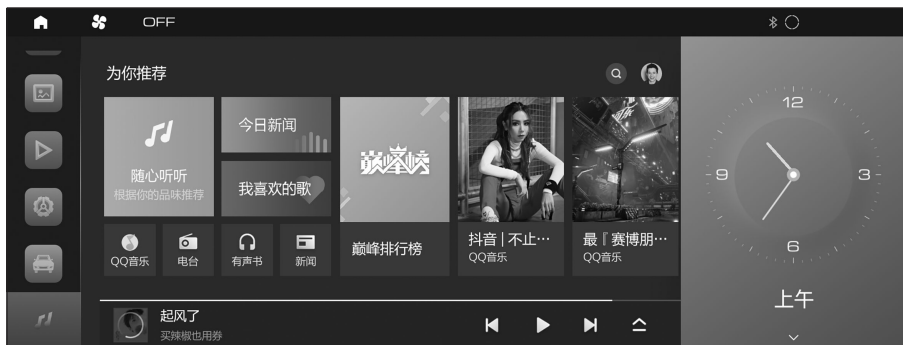 OFF
为你推荐
随心听听
根据你的品味推荐
今日新闻
我喜欢的歌
巅峰榜
巅峰排行榜
抖音 | 不止…
QQ音乐
最『赛博朋…
QQ音乐
QQ音乐
电台
有声书
新闻
起风了
买辣椒也用券
12
9
3
6
上午